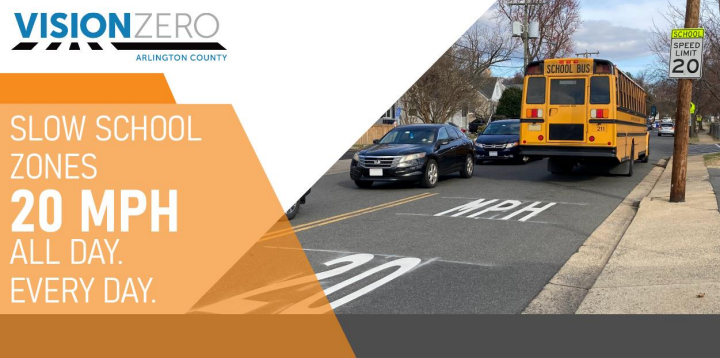 VISIONZERO
ARLINGTON COUNTY
SLOW SCHOOL
ZONES
20 MPH
ALL DAY.
EVERY DAY.
SCHOOL BUS
211
SCHOOL
SPEED
LIMIT
20
MPH
20